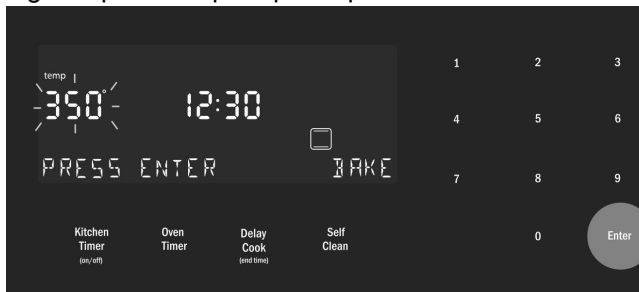 temp
350° 12:30
PRESS ENTER BAKE
Kitchen Timer (on/off)
Oven Timer
Delay Cook (end time)
Self Clean
1 2 3
4 5 6
7 8 9
0 Enter